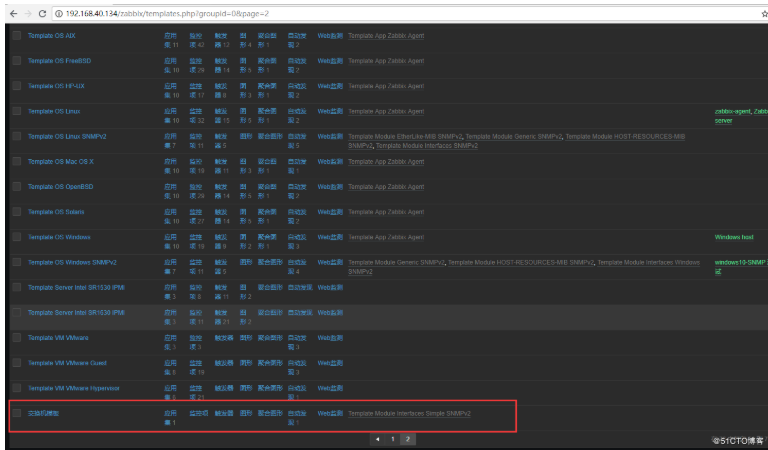 192.168.40.134/zabbix/templates.php?groupid=0&page=2
Template OS AIX 应用集 11 监控项 42 触发器 12 图形 4 聚合图形 1 自动发现 2 Web监测 Template App Zabbix Agent
Template OS FreeBSD 应用集 10 监控项 29 触发器 14 图形 5 聚合图形 1 自动发现 2 Web监测 Template App Zabbix Agent
Template OS HP-UX 应用集 10 监控项 17 触发器 8 图形 3 聚合图形 1 自动发现 2 Web监测 Template App Zabbix Agent
Template OS Linux 应用集 10 监控项 32 触发器 15 图形 5 聚合图形 1 自动发现 2 Web监测 Template App Zabbix Agent zabbix-agent, Zabb
server
Template OS Linux SNMPv2 应用集 7 监控项 11 触发器 5 图形 聚合图形 自动发现 5 Web监测 Template Module EtherLike-MIB SNMPv2, Template Module Generic SNMPv2, Template Module HOST-RESOURCES-MIB
SNMPv2, Template Module Interfaces SNMPv2
Template OS Mac OS X 应用集 10 监控项 18 触发器 11 图形 3 聚合图形 1 自动发现 1 Web监测 Template App Zabbix Agent
Template OS OpenBSD 应用集 10 监控项 29 触发器 14 图形 5 聚合图形 1 自动发现 2 Web监测 Template App Zabbix Agent
Template OS Solaris 应用集 10 监控项 27 触发器 14 图形 5 聚合图形 1 自动发现 2 Web监测 Template App Zabbix Agent
Template OS Windows 应用集 10 监控项 19 触发器 9 图形 2 聚合图形 1 自动发现 3 Web监测 Template App Zabbix Agent Windows host
Template OS Windows SNMPv2 应用集 7 监控项 11 触发器 5 图形 聚合图形 自动发现 4 Web监测 Template Module Generic SNMPv2, Template Module HOST-RESOURCES-MIB SNMPv2, Template Module Interfaces Windows windows10-SNMP
SNMPv2 试
Template Server Intel SR1530 IPMI 应用集 3 监控项 8 触发器 11 图形 2 聚合图形 自动发现 Web监测
Template Server Intel SR1630 IPMI 应用集 3 监控项 11 触发器 21 图形 2 聚合图形 自动发现 Web监测
Template VM VMware 应用集 3 监控项 3 触发器 图形 聚合图形 自动发现 3 Web监测
Template VM VMware Guest 应用集 8 监控项 19 触发器 图形 聚合图形 自动发现 3 Web监测
Template VM VMware Hypervisor 应用集 6 监控项 21 触发器 图形 聚合图形 自动发现 1 Web监测
交换机模板 应用集 1 监控项 触发器 图形 聚合图形 自动发现 1 Web监测 Template Module Interfaces Simple SNMPv2
1 2
@51CTO博客